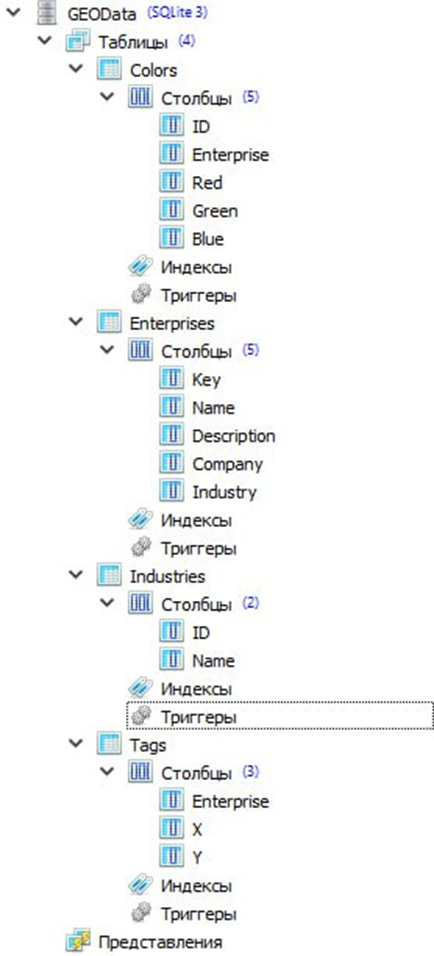 GEOData (SQLite 3)
Таблицы (4)
Colors
Столбцы (5)
ID
Enterprise
Red
Green
Blue
Индексы
Триггеры
Enterprises
Столбцы (5)
Key
Name
Description
Company
Industry
Индексы
Триггеры
Industries
Столбцы (2)
ID
Name
Индексы
Триггеры
Tags
Столбцы (3)
Enterprise
X
Y
Индексы
Триггеры
Представления